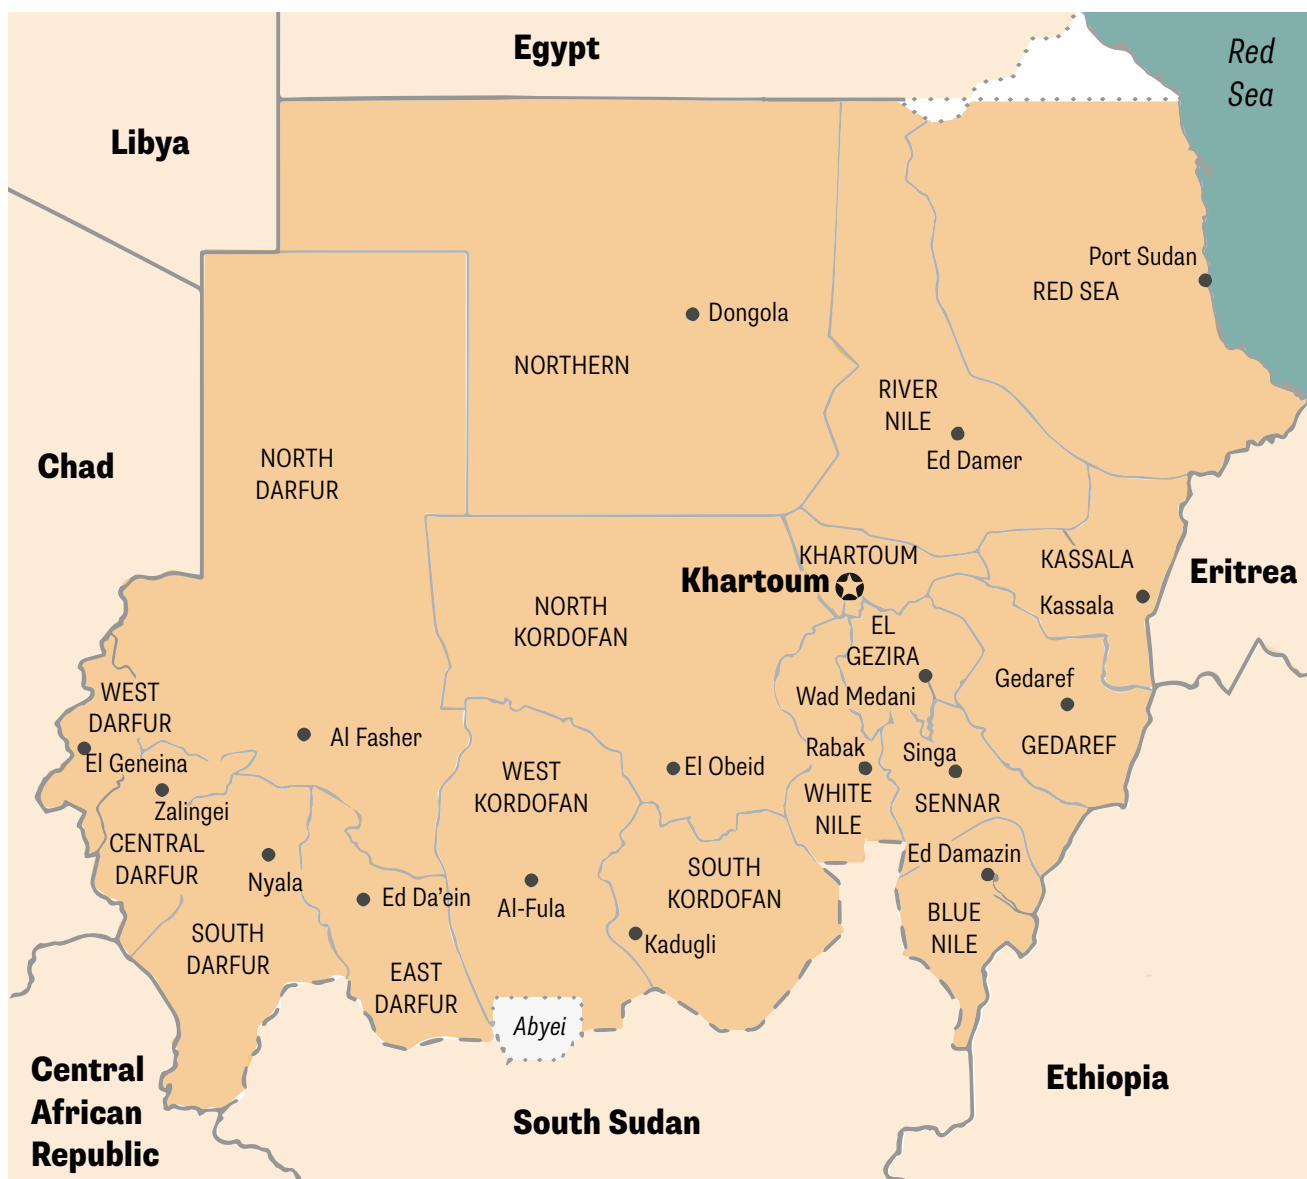 Egypt
Red
Sea
Libya
Port Sudan
RED SEA
Dongola
NORTHERN
RIVER
NILE
Ed Damer
Chad
NORTH
DARFUR
KHARTOUM
Khartoum
KASSALA
Kassala
Eritrea
NORTH
KORDOFAN
EL
GEZIRA
Wad Medani
Gedaref
GEDAREF
WEST
DARFUR
El Geneina
Al Fasher
Zalingei
CENTRAL
DARFUR
WEST
KORDOFAN
El Obeid
Rabak
WHITE
NILE
Singa
SENNAR
Nyala
Ed Da'ein
Al-Fula
SOUTH
KORDOFAN
Kadugli
Ed Damazin
BLUE
NILE
SOUTH
DARFUR
EAST
DARFUR
Abyei
Central
African
Republic
South Sudan
Ethiopia